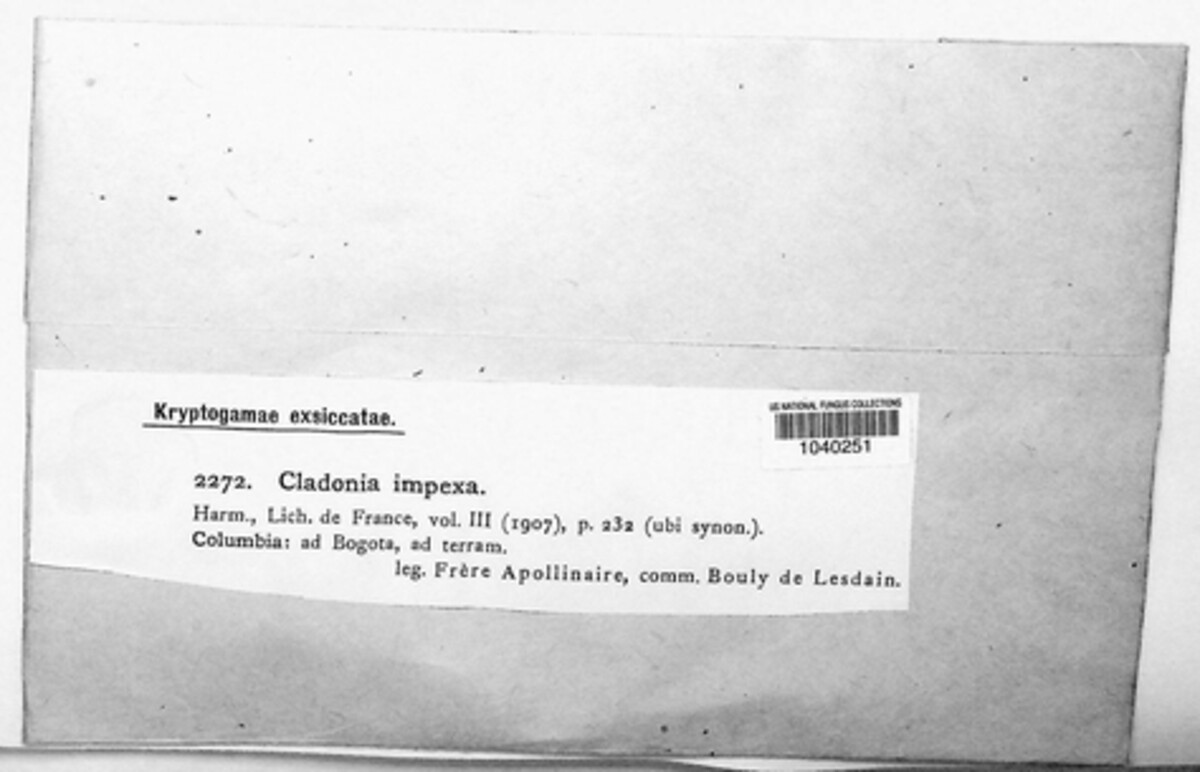 Kryptogamae exsiccatae.
US NATIONAL FUNGUS COLLECTIONS
1040251
2272. Cladonia impexa.
Harm., Lich. de France, vol. III (1907), p. 232 (ubi synon.).
Columbia: ad Bogota, ad terram.
leg. Frère Apollinaire, comm. Bouly de Lesdain.